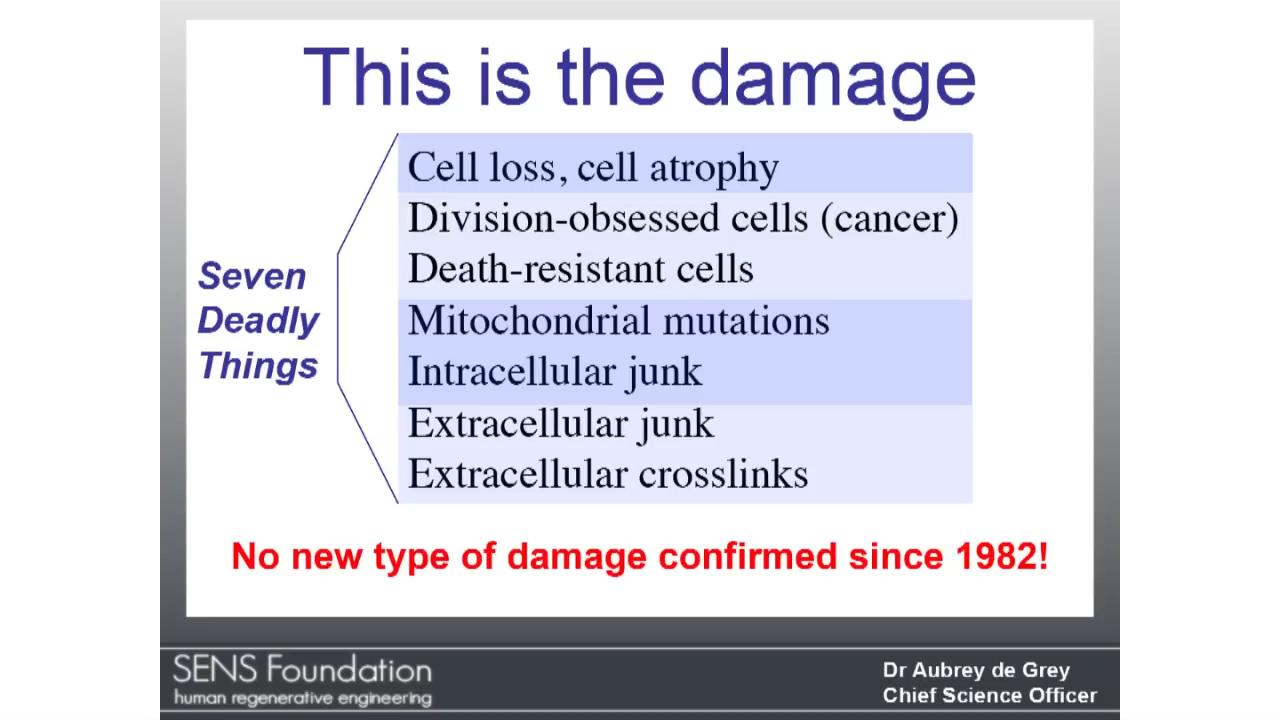 This is the damage
Seven
Deadly
Things
Cell loss, cell atrophy
Division-obsessed cells (cancer)
Death-resistant cells
Mitochondrial mutations
Intracellular junk
Extracellular junk
Extracellular crosslinks
No new type of damage confirmed since 1982!
SENS Foundation
human regenerative engineering
Dr Aubrey de Grey
Chief Science Officer